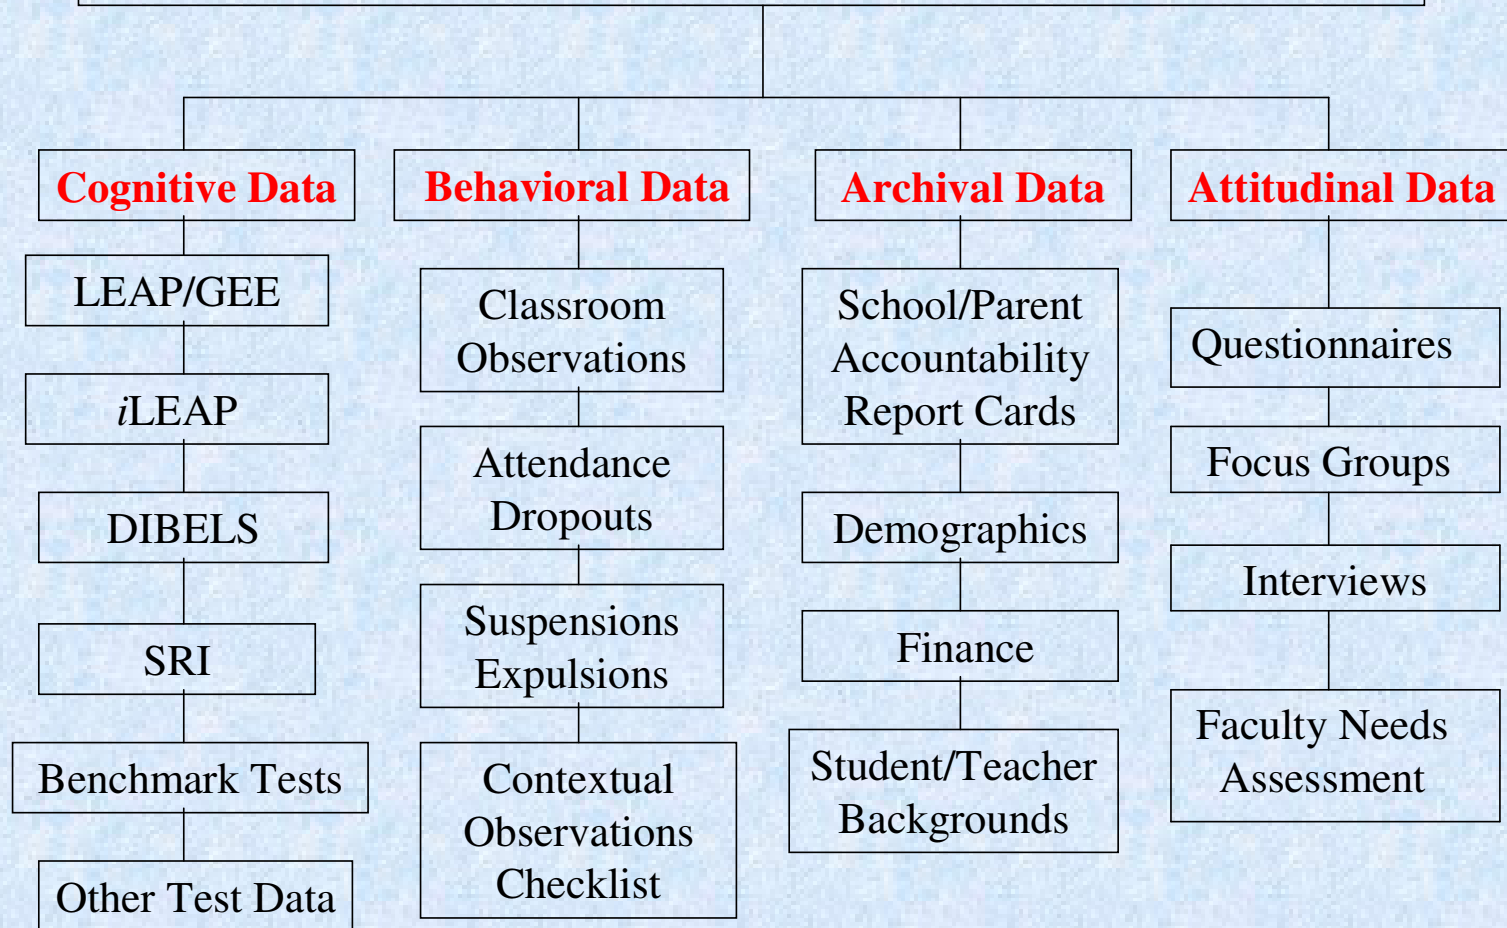 Cognitive Data
LEAP/GEE
iLEAP
DIBELS
SRI
Benchmark Tests
Other Test Data
Behavioral Data
Classroom
Observations
Attendance
Dropouts
Suspensions
Expulsions
Contextual
Observations
Checklist
Archival Data
School/Parent
Accountability
Report Cards
Demographics
Finance
Student/Teacher
Backgrounds
Attitudinal Data
Questionnaires
Focus Groups
Interviews
Faculty Needs
Assessment